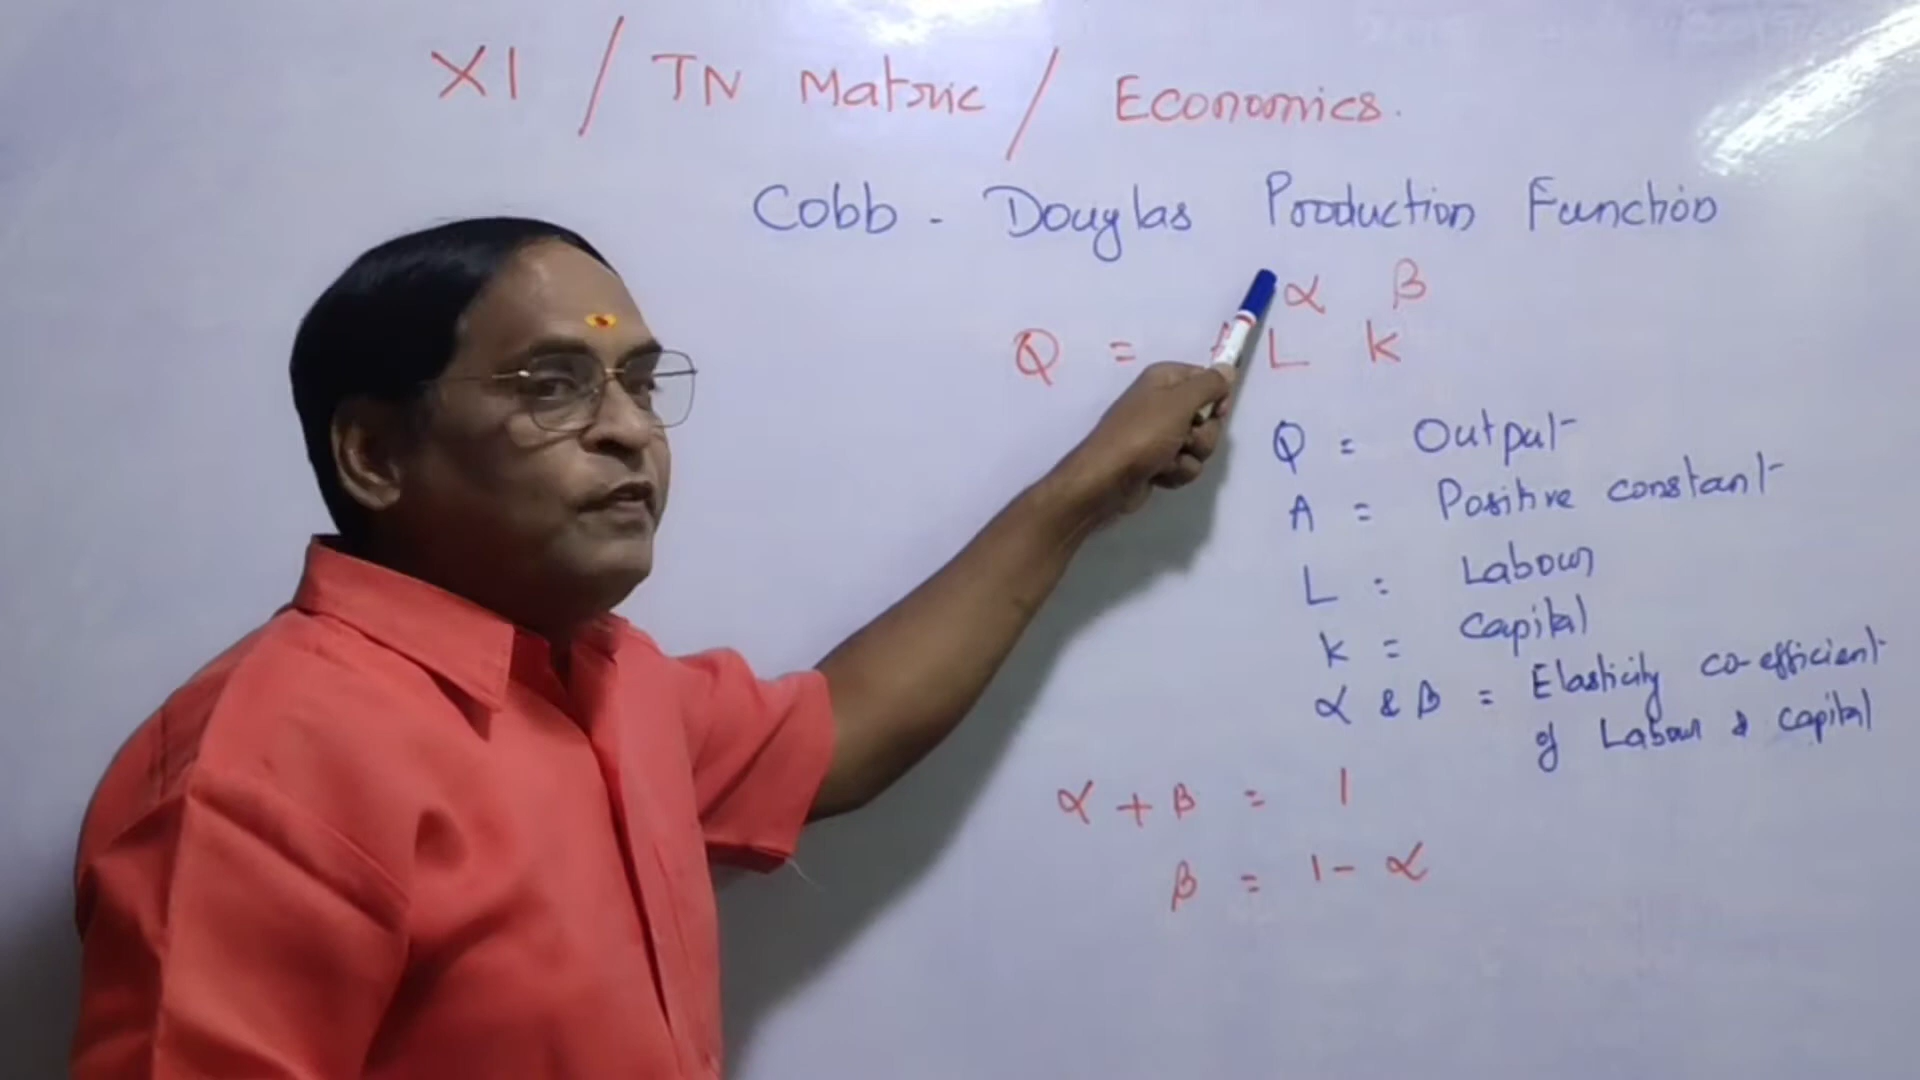 XI / TN Matric / Economics.
Cobb - Douglas Production Function
α β
Q = A L K
Q = Output
A = Positive constant
L = Labour
K = Capital
α & β = Elasticity co-efficient
of Labour & capital
α + β = 1
β = 1 - α